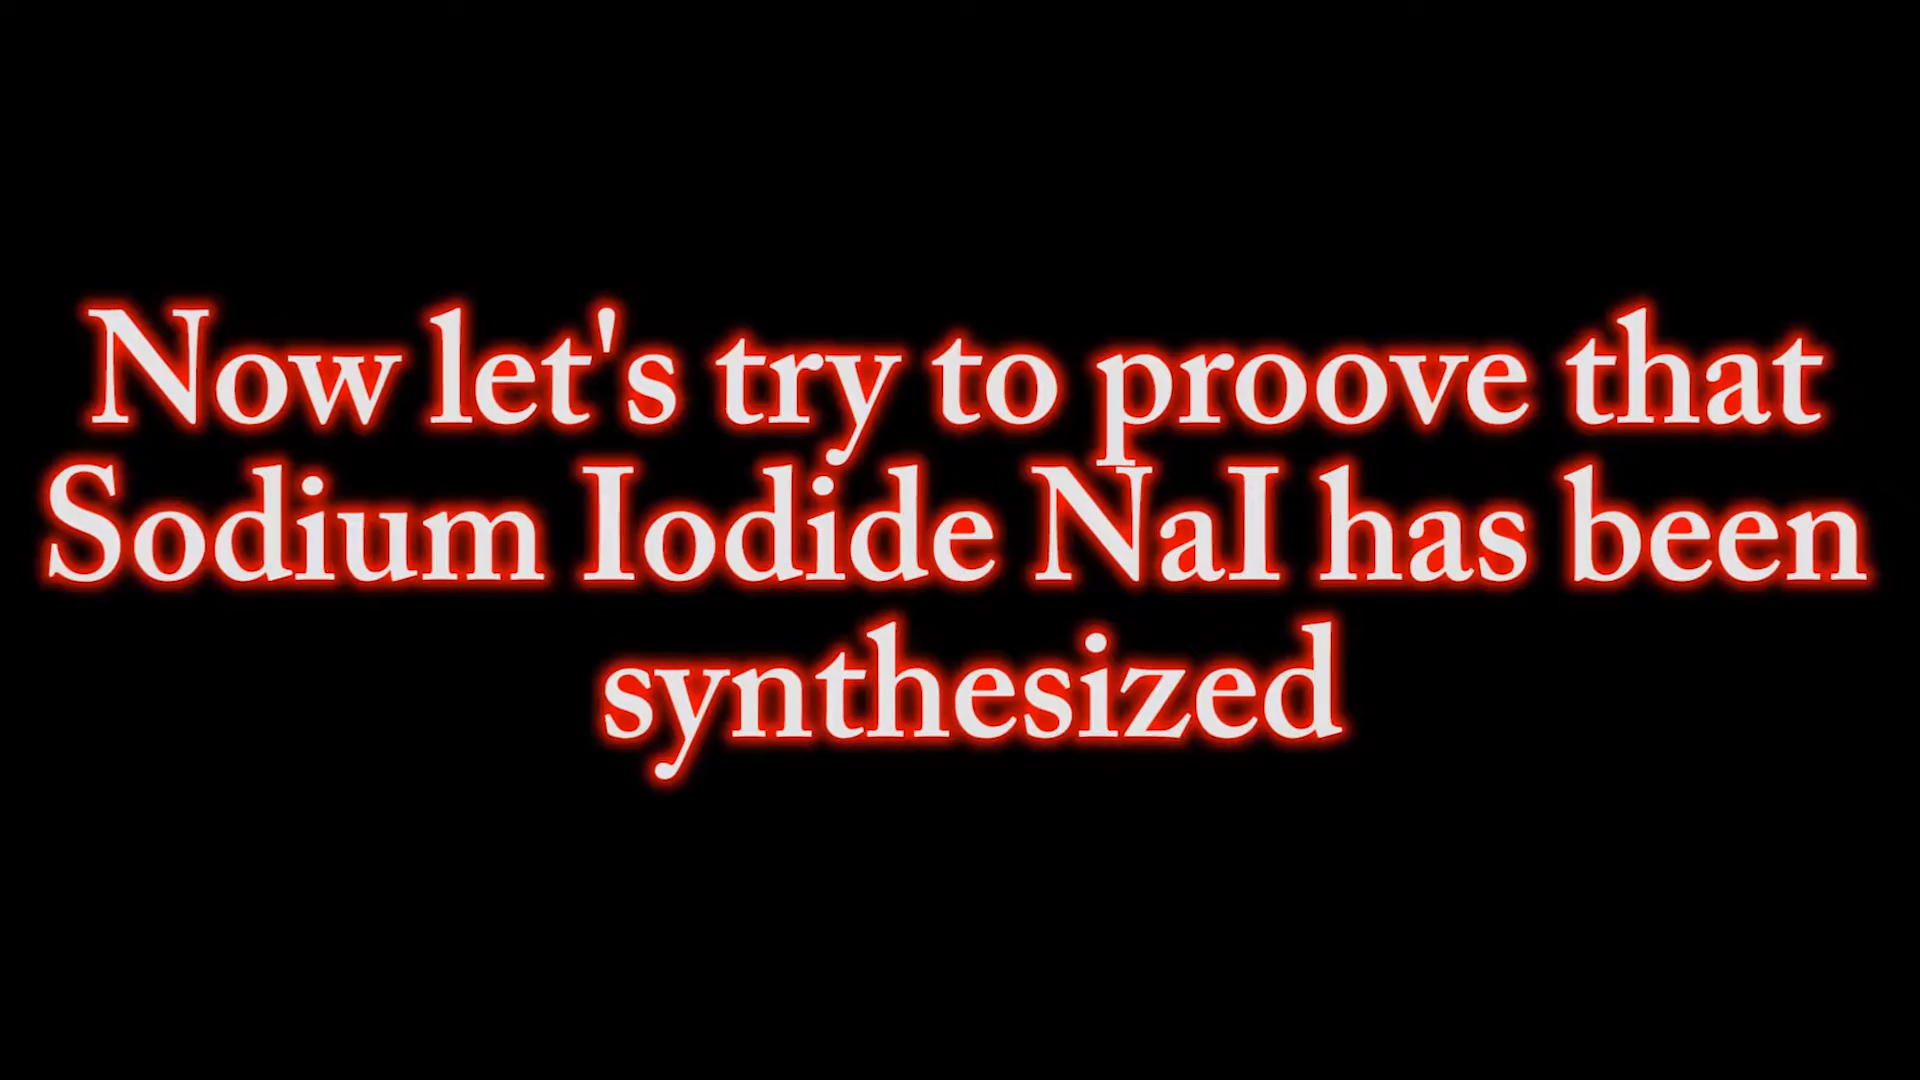 Now let's try to proove that
Sodium Iodide NaI has been
synthesized